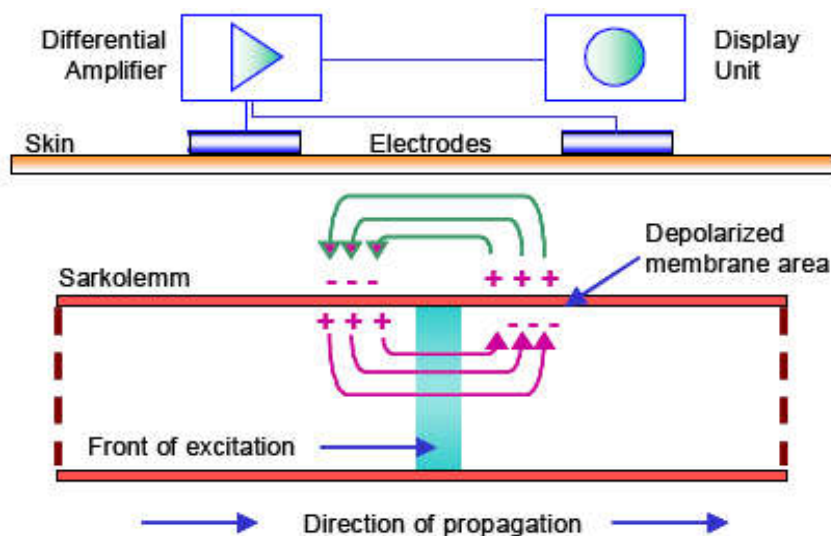 Differential
Amplifier
Display
Unit
Skin
Electrodes
Depolarized
membrane area
Sarkolemm
- - -
+ + +
+ + +
- - -
Front of excitation
Direction of propagation